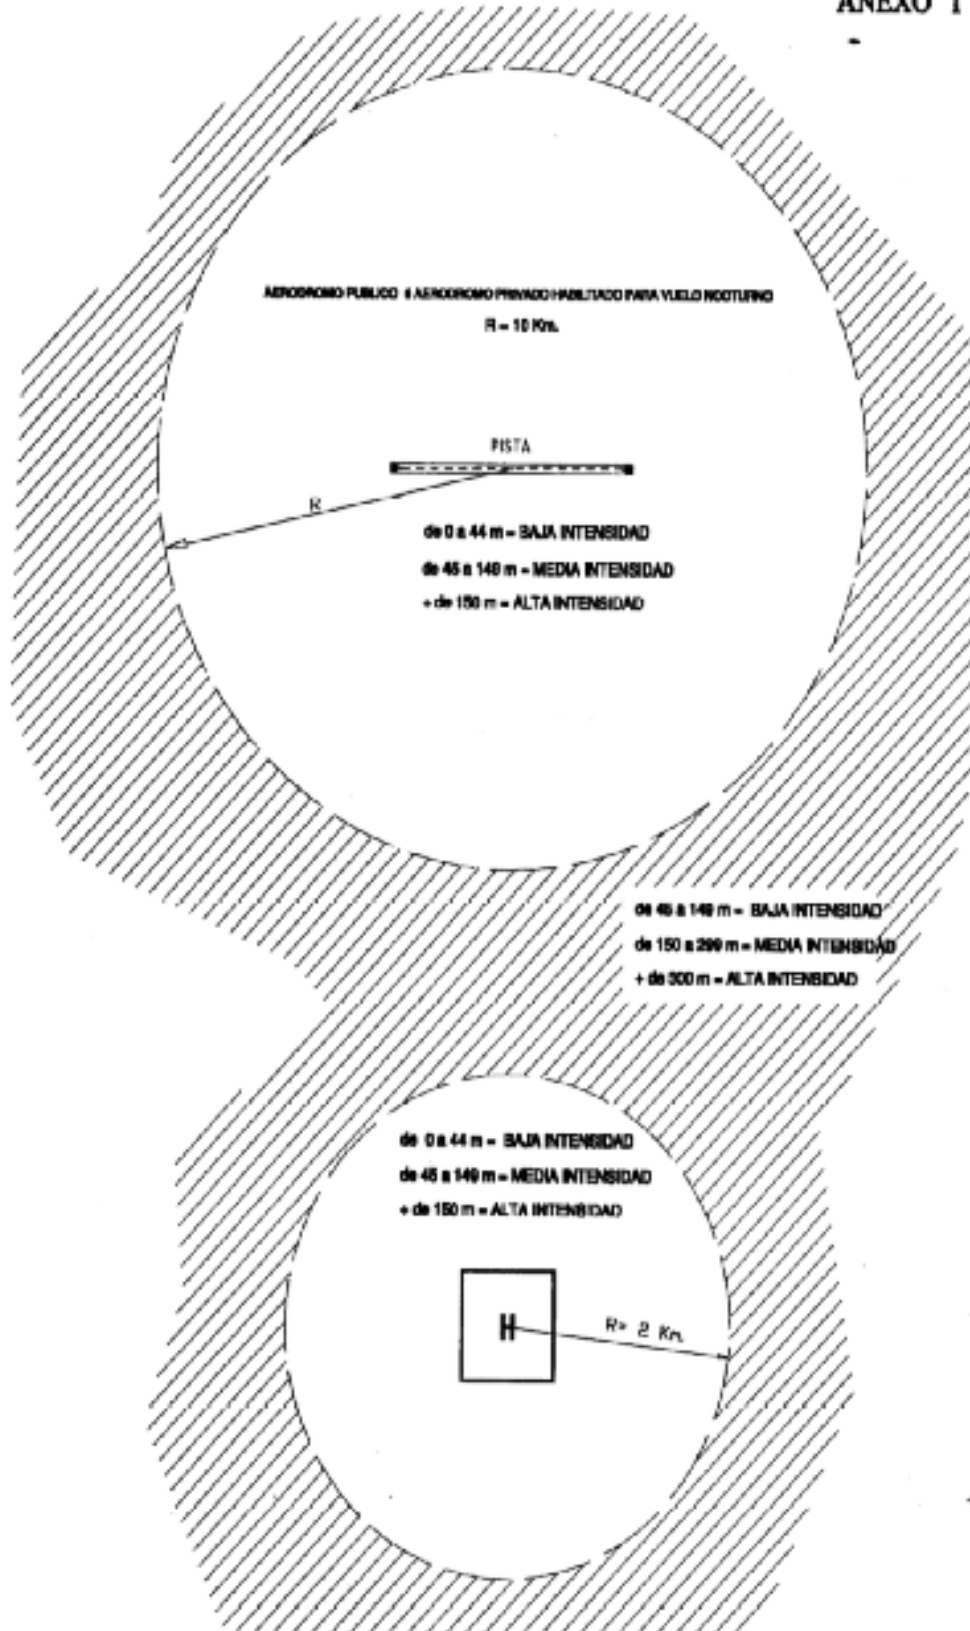 ANEXO 1
AERODROMO PUBLICO ó AERODROMO PRIVADO HABILITADO PARA VUELO NOCTURNO
R = 10 Km.
PISTA
R
de 0 a 44 m = BAJA INTENSIDAD
de 45 a 149 m = MEDIA INTENSIDAD
+ de 150 m = ALTA INTENSIDAD
de 45 a 149 m = BAJA INTENSIDAD
de 150 a 299 m = MEDIA INTENSIDAD
+ de 300 m = ALTA INTENSIDAD
de 0 a 44 m = BAJA INTENSIDAD
de 45 a 149 m = MEDIA INTENSIDAD
+ de 150 m = ALTA INTENSIDAD
H
R= 2 Km.